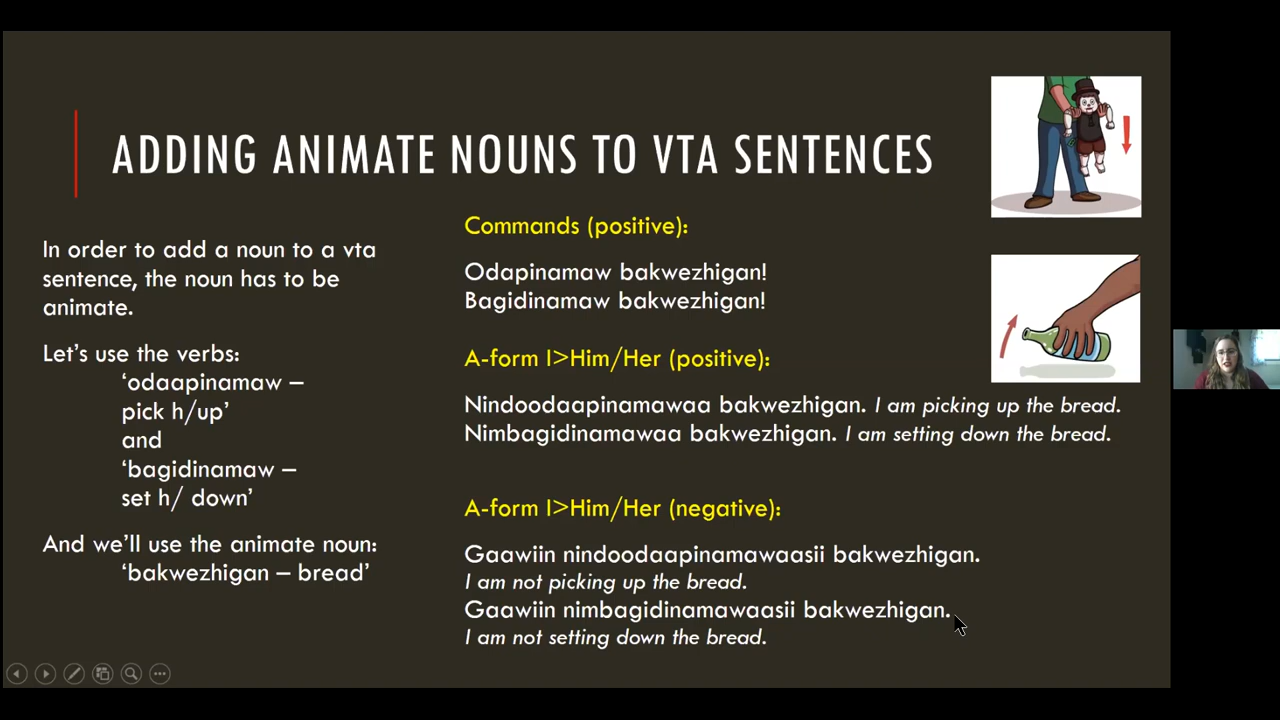 ADDING ANIMATE NOUNS TO VTA SENTENCES
In order to add a noun to a vta
sentence, the noun has to be
animate.
Let's use the verbs:
'odaapinamaw –
pick h/up'
and
'bagidinamaw –
set h/ down'
And we'll use the animate noun:
'bakwezhigan – bread'
Commands (positive):
Odapinamaw bakwezhigan!
Bagidinamaw bakwezhigan!
A-form I>Him/Her (positive):
Nindoodaapinamawaa bakwezhigan. I am picking up the bread.
Nimbagidinamawaa bakwezhigan. I am setting down the bread.
A-form I>Him/Her (negative):
Gaawiin nindoodaapinamawaasii bakwezhigan.
I am not picking up the bread.
Gaawiin nimbagidinamawaasii bakwezhigan.
I am not setting down the bread.